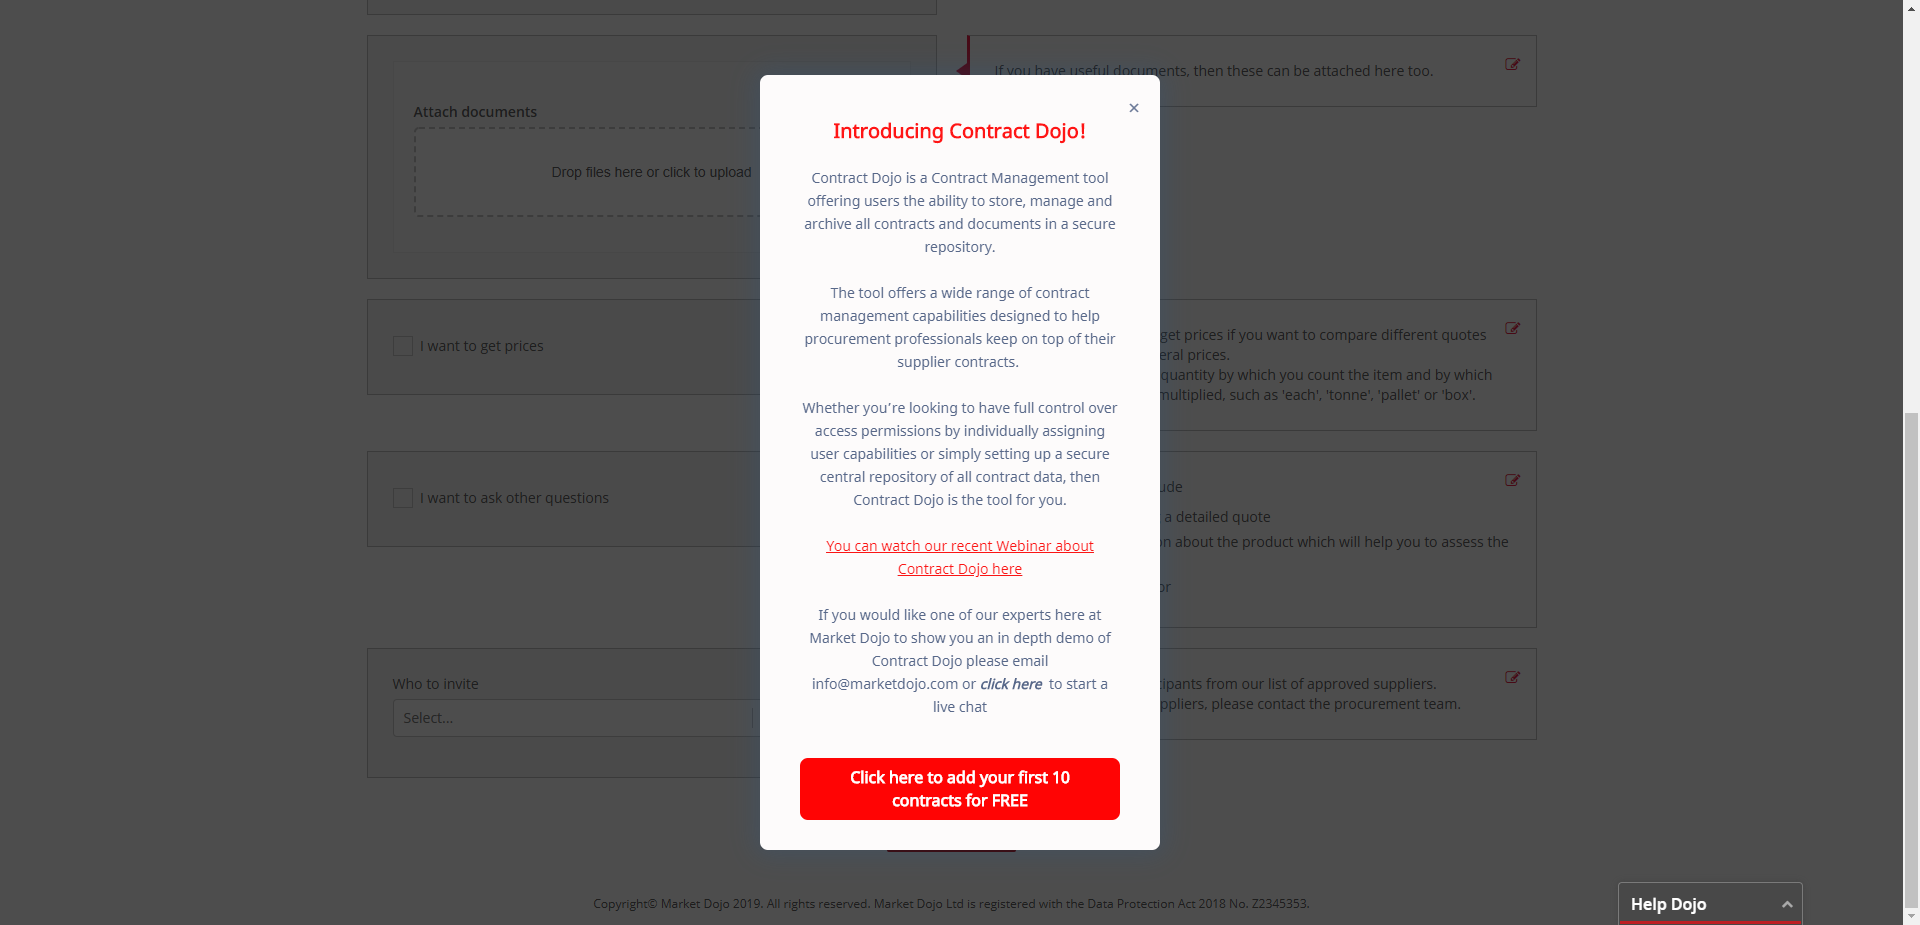 If you have useful documents, then these can be attached here too.
Attach documents
Drop files here or click to upload
×
Introducing Contract Dojo!
Contract Dojo is a Contract Management tool
offering users the ability to store, manage and
archive all contracts and documents in a secure
repository.
The tool offers a wide range of contract
management capabilities designed to help
procurement professionals keep on top of their
supplier contracts.
Whether you’re looking to have full control over
access permissions by individually assigning
user capabilities or simply setting up a secure
central repository of all contract data, then
Contract Dojo is the tool for you.
You can watch our recent Webinar about
Contract Dojo here
If you would like one of our experts here at
Market Dojo to show you an in depth demo of
Contract Dojo please email
info@marketdojo.com or click here to start a
live chat
Click here to add your first 10
contracts for FREE
I want to get prices
get prices if you want to compare different quotes
prices.
quantity by which you count the item and by which
multiplied, such as 'each', 'tonne', 'pallet' or 'box'.
I want to ask other questions
a detailed quote
about the product which will help you to assess the
or
Who to invite
Select...
from our list of approved suppliers.
please contact the procurement team.
Copyright© Market Dojo 2019. All rights reserved. Market Dojo Ltd is registered with the Data Protection Act 2018 No. Z2345353.
Help Dojo